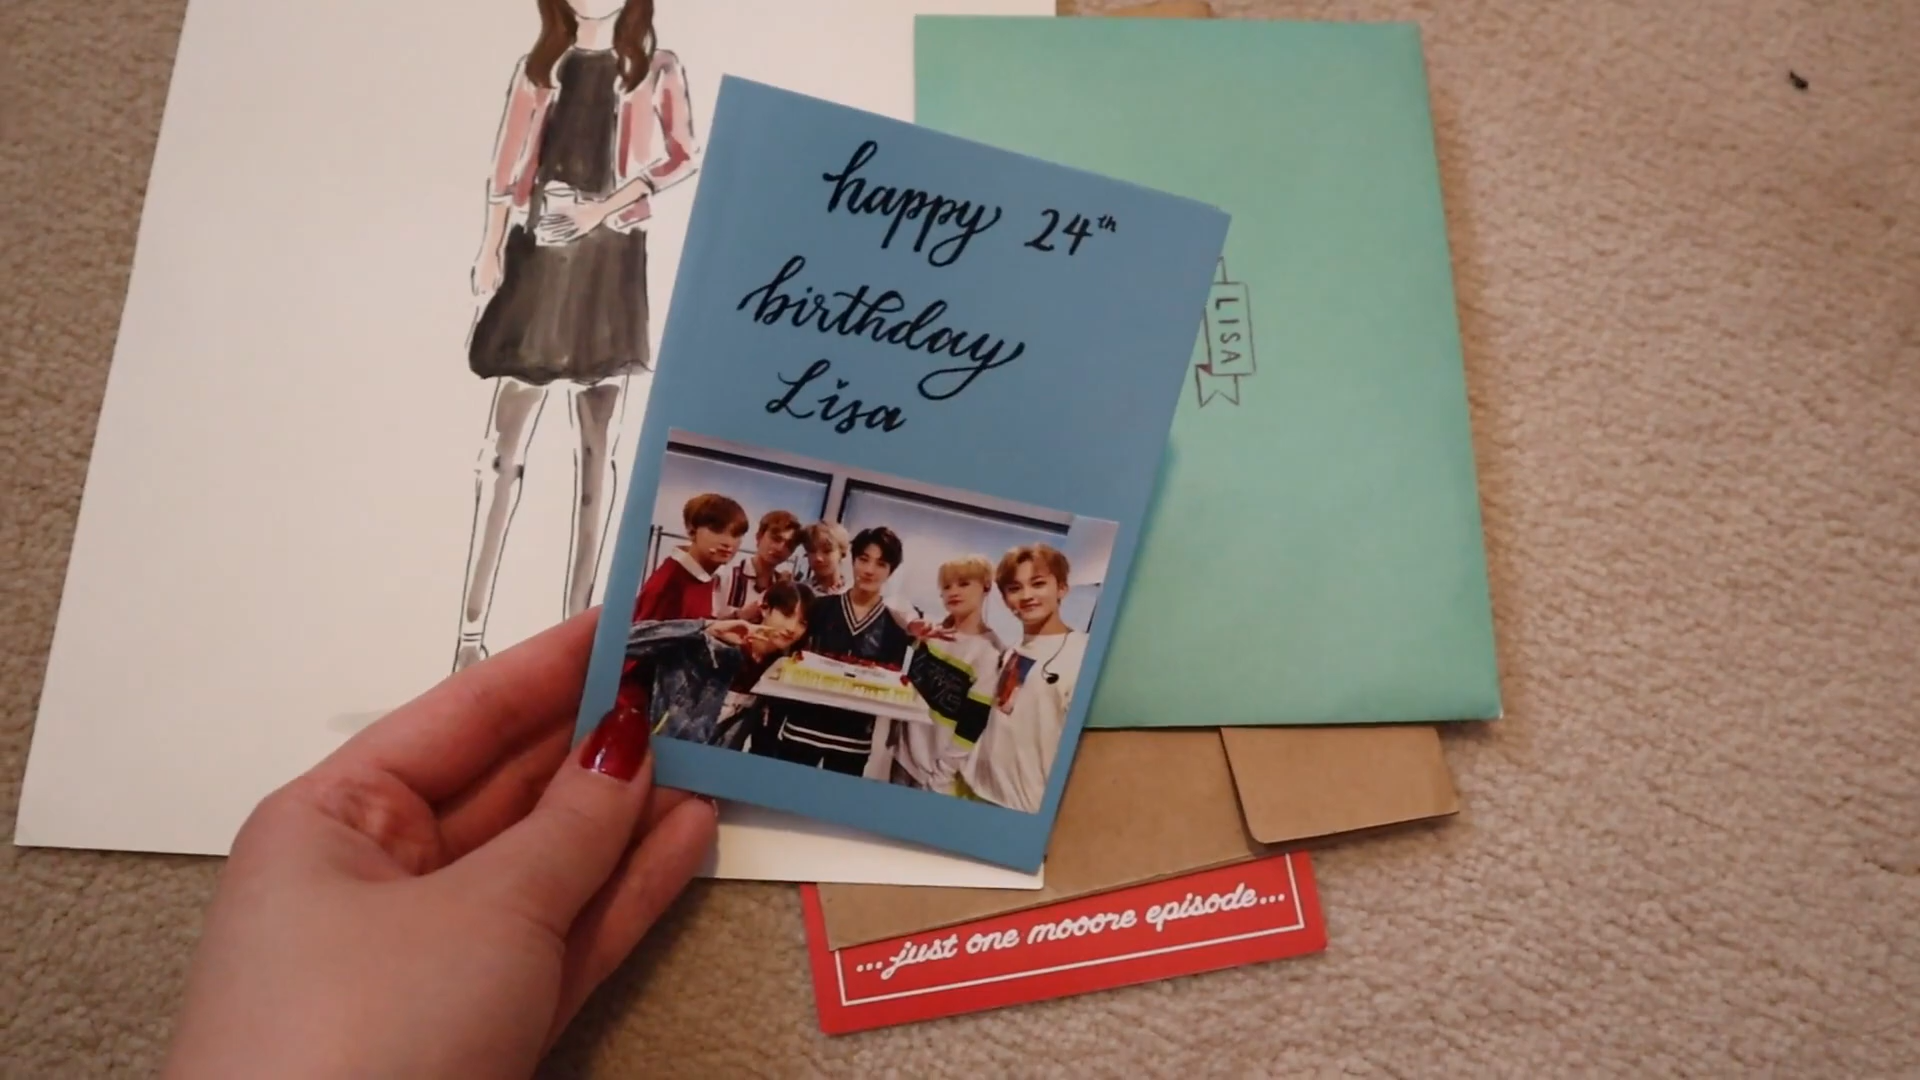 happy 24th
birthday
Lisa
LISA
...just one mooore episode...